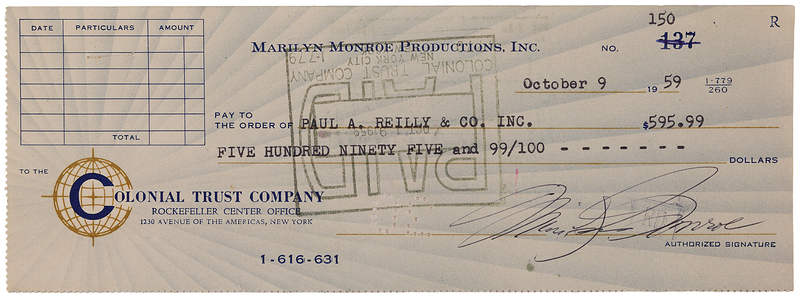 150
R
DATE PARTICULARS AMOUNT
MARILYN MONROE PRODUCTIONS, INC.
NO. 137
October 9 19 59 1-779/260
PAY TO
THE ORDER OF PAUL A. REILLY & CO. INC. $595.99
TOTAL
FIVE HUNDRED NINETY FIVE and 99/100 - - - - - - -
DOLLARS
TO THE
COLONIAL TRUST COMPANY
ROCKEFELLER CENTER OFFICE
1230 AVENUE OF THE AMERICAS, NEW YORK
Marilyn Monroe
AUTHORIZED SIGNATURE
1-616-631
PAID
COLONIAL
TRUST COMPANY
NEW YORK CITY
1-779